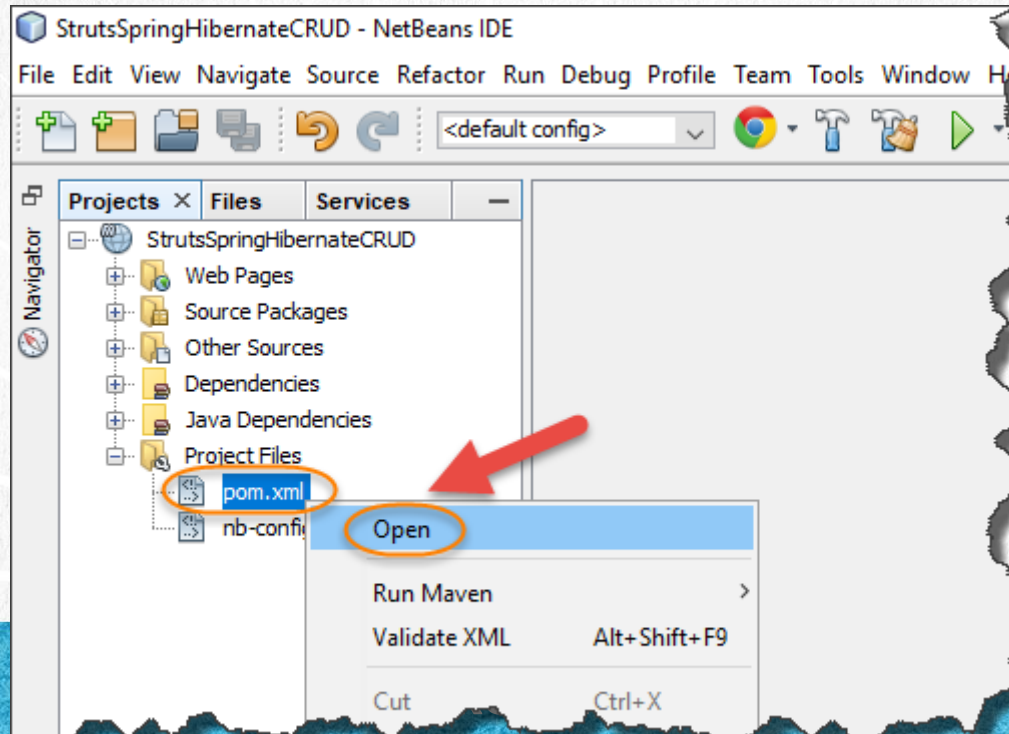 StrutsSpringHibernateCRUD - NetBeans IDE
File Edit View Navigate Source Refactor Run Debug Profile Team Tools Window
<default config>
Projects Files Services
Navigator
StrutsSpringHibernateCRUD
Web Pages
Source Packages
Other Sources
Dependencies
Java Dependencies
Project Files
pom.xml
nb-config
Open
Run Maven
Validate XML Alt+Shift+F9
Cut Ctrl+X